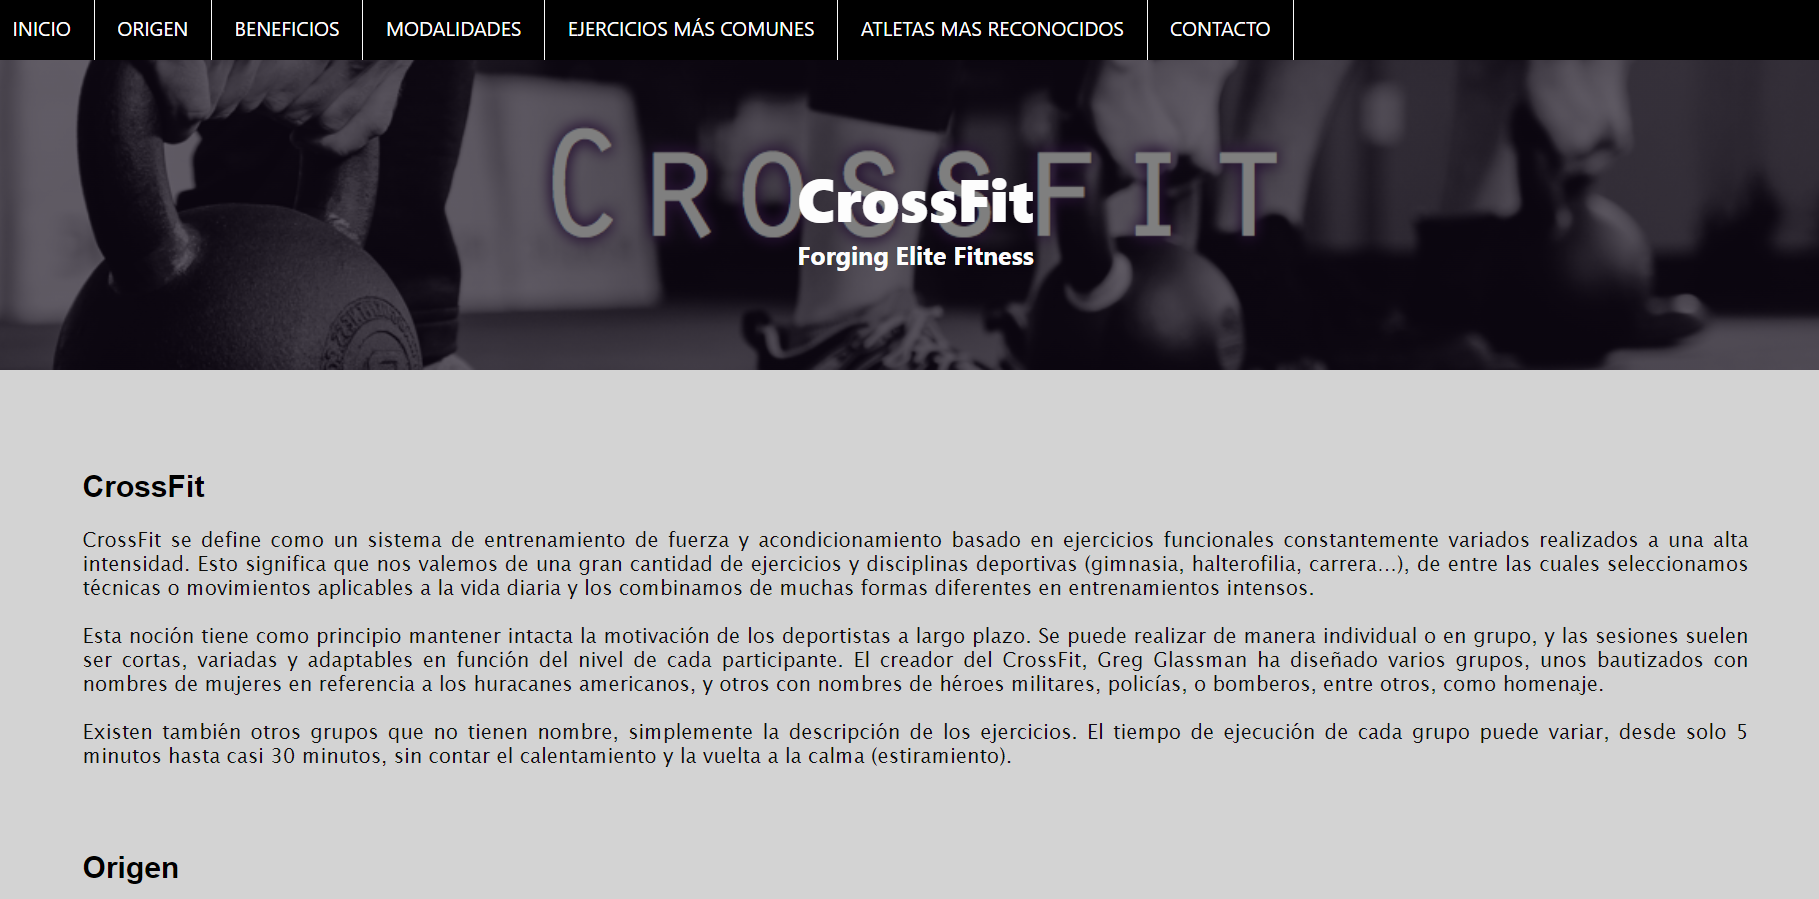 INICIO
ORIGEN
BENEFICIOS
MODALIDADES
EJERCICIOS MÁS COMUNES
ATLETAS MAS RECONOCIDOS
CONTACTO
CROSSFIT
CrossFit
Forging Elite Fitness
CrossFit
CrossFit se define como un sistema de entrenamiento de fuerza y acondicionamiento basado en ejercicios funcionales constantemente variados realizados a una alta
intensidad. Esto significa que nos valemos de una gran cantidad de ejercicios y disciplinas deportivas (gimnasia, halterofilia, carrera...), de entre las cuales seleccionamos
técnicas o movimientos aplicables a la vida diaria y los combinamos de muchas formas diferentes en entrenamientos intensos.
Esta noción tiene como principio mantener intacta la motivación de los deportistas a largo plazo. Se puede realizar de manera individual o en grupo, y las sesiones suelen
ser cortas, variadas y adaptables en función del nivel de cada participante. El creador del CrossFit, Greg Glassman ha diseñado varios grupos, unos bautizados con
nombres de mujeres en referencia a los huracanes americanos, y otros con nombres de héroes militares, policías, o bomberos, entre otros, como homenaje.
Existen también otros grupos que no tienen nombre, simplemente la descripción de los ejercicios. El tiempo de ejecución de cada grupo puede variar, desde solo 5
minutos hasta casi 30 minutos, sin contar el calentamiento y la vuelta a la calma (estiramiento).
Origen